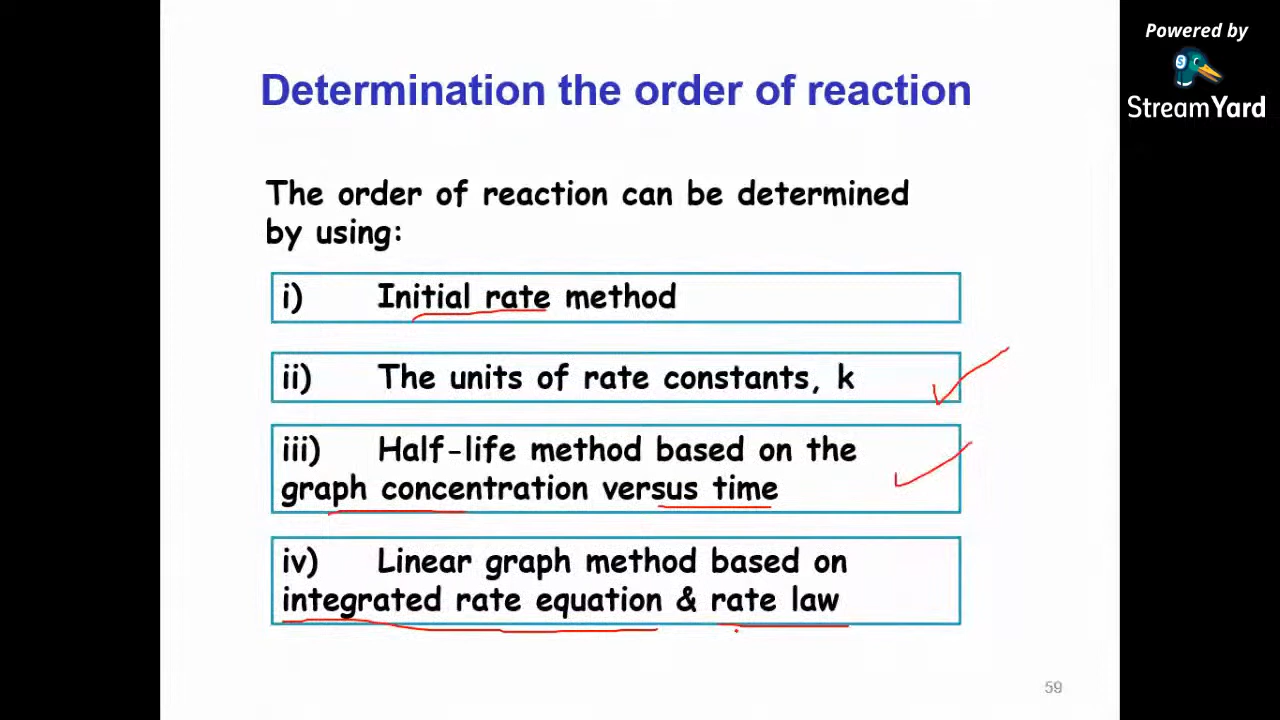 Powered by
StreamYard
Determination the order of reaction
The order of reaction can be determined
by using:
i) Initial rate method
ii) The units of rate constants, k
iii) Half-life method based on the
graph concentration versus time
iv) Linear graph method based on
integrated rate equation & rate law
59